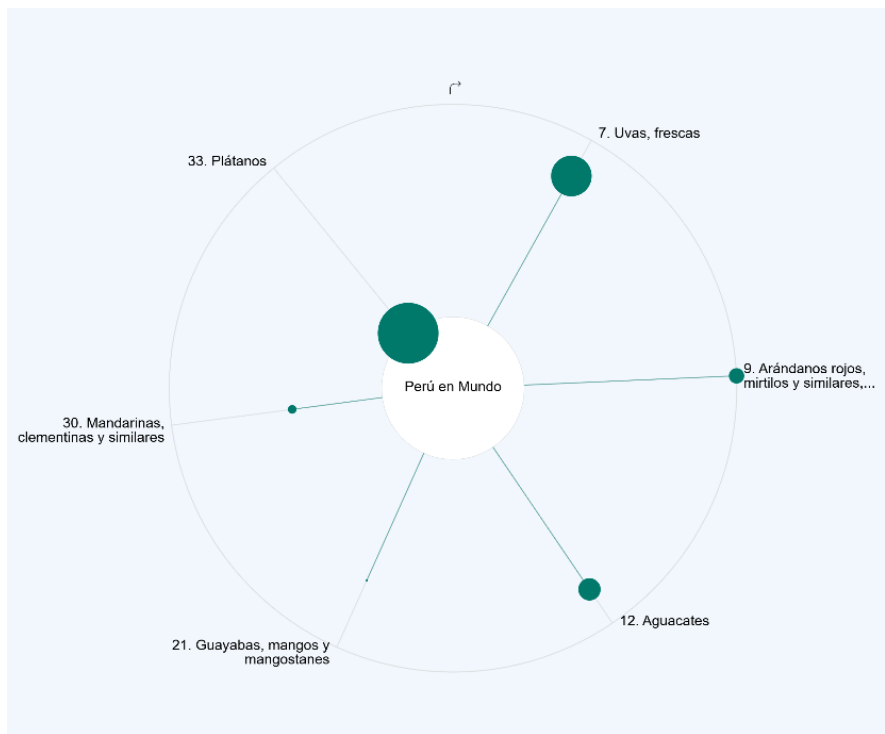 7. Uvas, frescas
33. Plátanos
9. Arándanos rojos,
mirtilos y similares,...
Perú en Mundo
30. Mandarinas,
clementinas y similares
12. Aguacates
21. Guayabas, mangos y
mangostanes